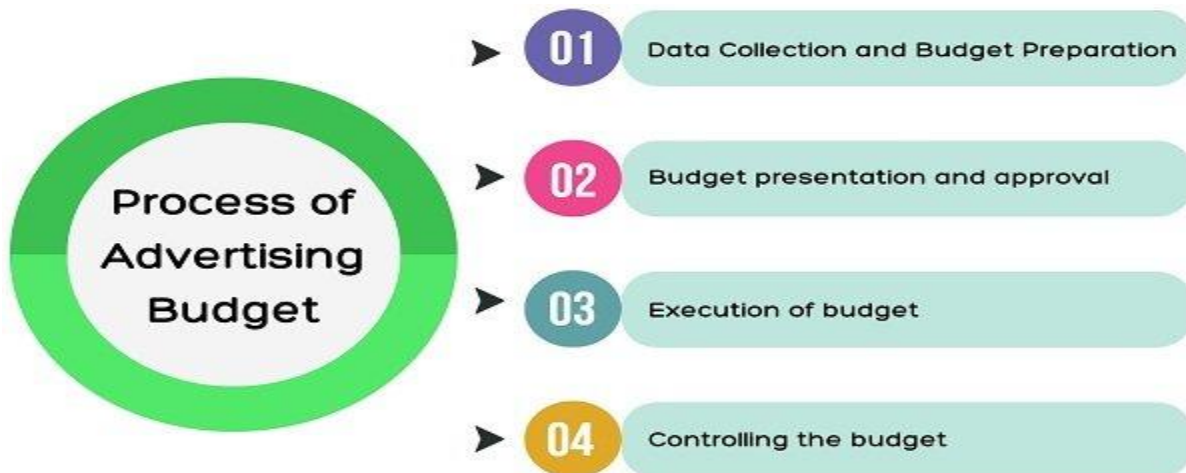 Process of
Advertising
Budget
01 Data Collection and Budget Preparation
02 Budget presentation and approval
03 Execution of budget
04 Controlling the budget